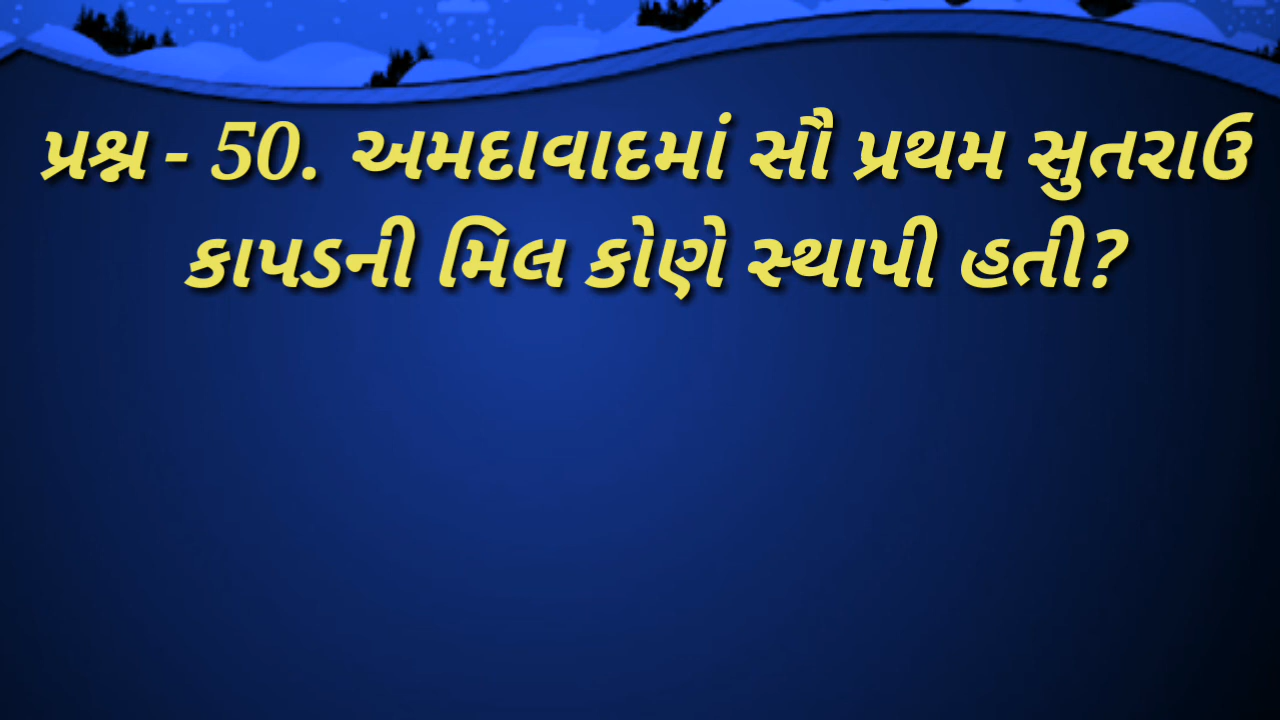 પ્રશ્ન - 50. અમદાવાદમાં સૌ પ્રથમ સુતરાઉ
કાપડની મિલ કોણે સ્થાપી હતી?